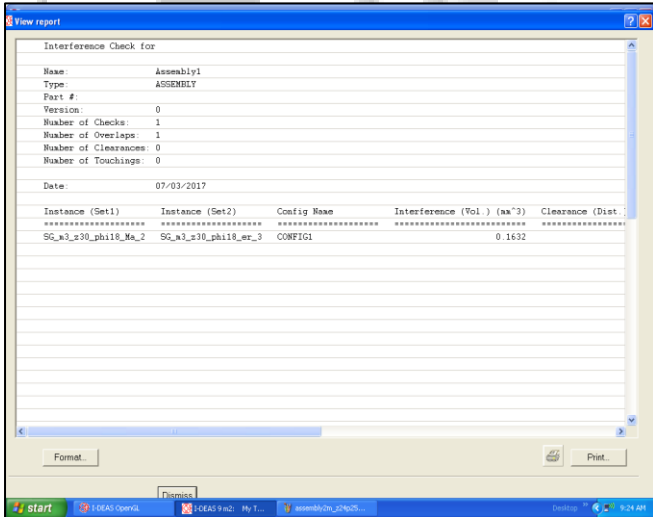 View report
Interference Check for
Name: Assembly1
Type: ASSEMBLY
Part #:
Version: 0
Number of Checks: 1
Number of Overlaps: 1
Number of Clearances: 0
Number of Touchings: 0
Date: 07/03/2017
Instance (Set1) Instance (Set2) Config Name Interference (Vol.) (mm^3) Clearance (Dist.
SG_m3_z30_phi18_Ma_2 SG_m3_z30_phi18_er_3 CONFIG1 0.1632
Format... Print...
Dismiss
start I-DEAS OpenGL I-DEAS 9 m2: My T... assembly2m_z24p25... Desktop 9:24 AM